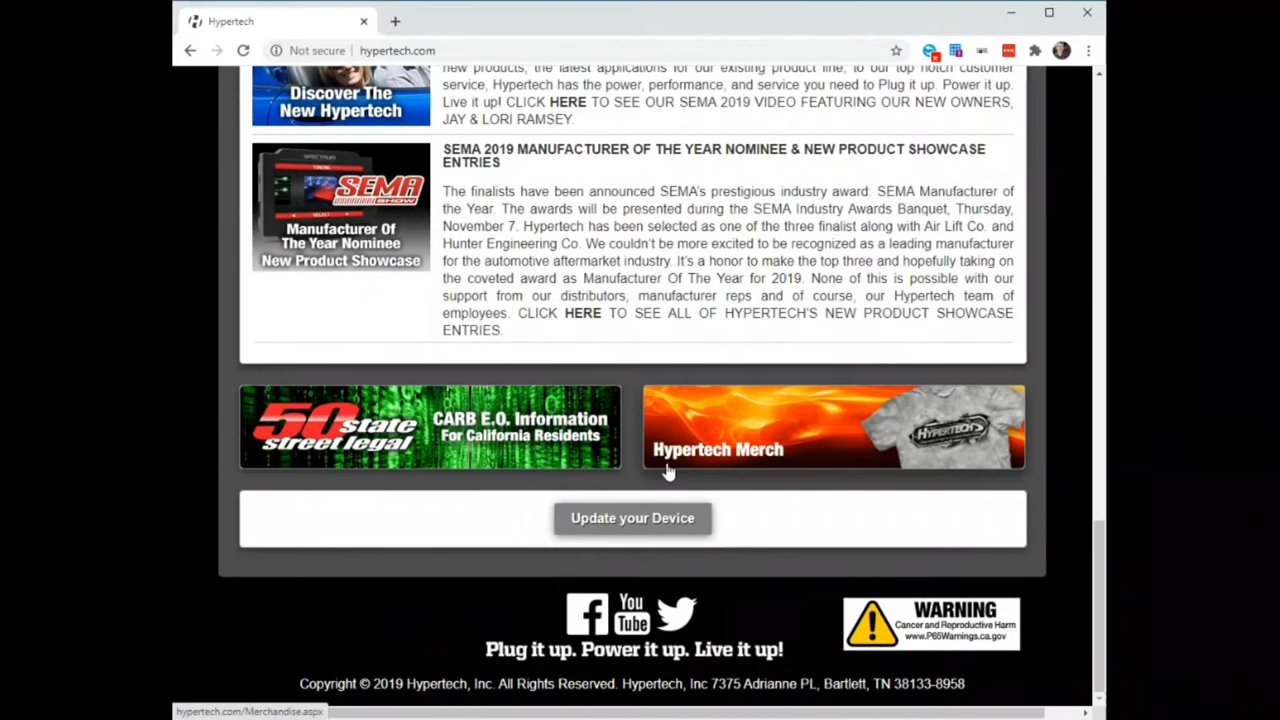 Hypertech
Not secure
hypertech.com
Discover The
New Hypertech
new products, the latest applications for our existing product line, to our top notch customer
service, Hypertech has the power, performance, and service you need to Plug it up. Power it up.
Live it up! CLICK HERE TO SEE OUR SEMA 2019 VIDEO FEATURING OUR NEW OWNERS,
JAY & LORI RAMSEY.
SPECTRUM
TUNING
SEMA
SHOW
SELECT
Manufacturer Of
The Year Nominee
New Product Showcase
SEMA 2019 MANUFACTURER OF THE YEAR NOMINEE & NEW PRODUCT SHOWCASE
ENTRIES
The finalists have been announced SEMA's prestigious industry award: SEMA Manufacturer of
the Year. The awards will be presented during the SEMA Industry Awards Banquet, Thursday,
November 7. Hypertech has been selected as one of the three finalist along with Air Lift Co. and
Hunter Engineering Co. We couldn't be more excited to be recognized as a leading manufacturer
for the automotive aftermarket industry. It's a honor to make the top three and hopefully taking on
the coveted award as Manufacturer Of The Year for 2019. None of this is possible with our
support from our distributors, manufacturer reps and of course, our Hypertech team of
employees. CLICK HERE TO SEE ALL OF HYPERTECH'S NEW PRODUCT SHOWCASE
ENTRIES.
50 state
street legal
CARB E.O. Information
For California Residents
Hypertech Merch
HYPERTECH
Update your Device
You
Tube
Plug it up. Power it up. Live it up!
WARNING
Cancer and Reproductive Harm
www.P65Warnings.ca.gov
Copyright © 2019 Hypertech, Inc. All Rights Reserved. Hypertech, Inc 7375 Adrianne PL, Bartlett, TN 38133-8958
hypertech.com/Merchandise.aspx